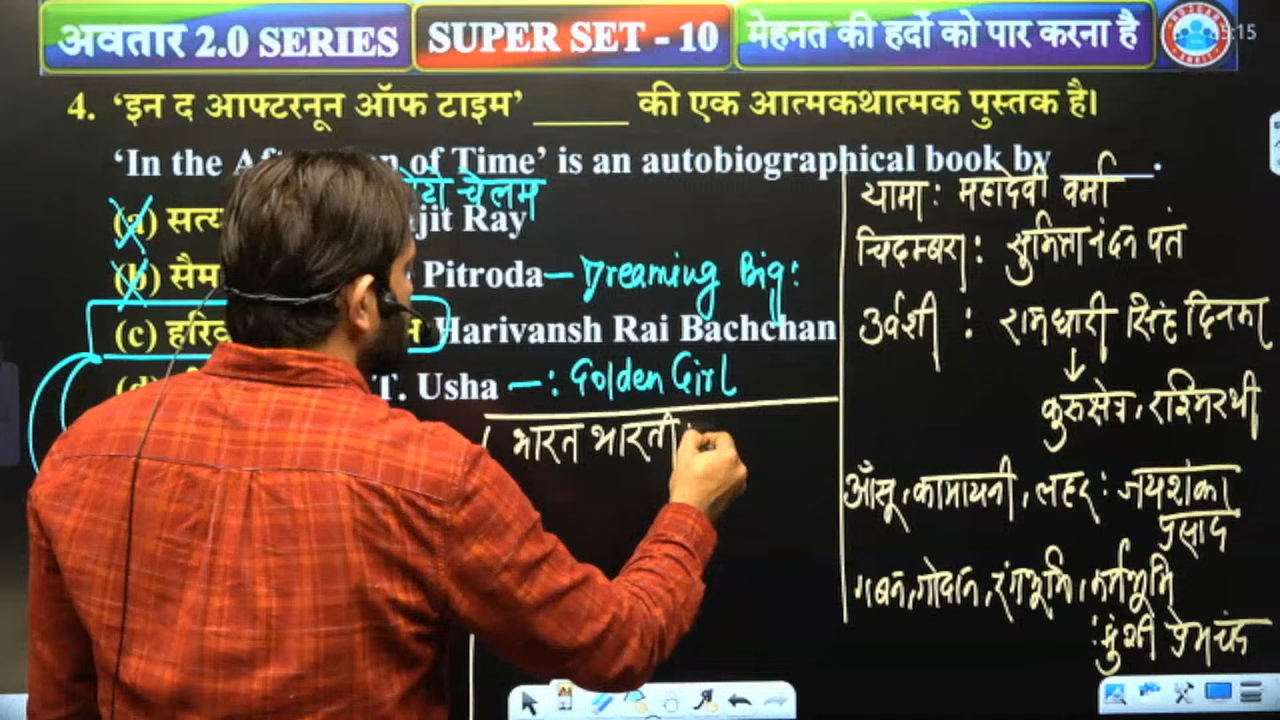 अवतार 2.0 SERIES
SUPER SET - 10
मेहनत की हदों को पार करना है
15
4. ‘इन द आफ्टरनून ऑफ टाइम’ _____ की एक आत्मकथात्मक पुस्तक है।
‘In the of Time’ is an autobiographical book by _____.
चेलम
(a) Ray
(b) Pitroda – Dreaming Big:
(c) Harivansh Rai Bachchan
T. Usha –: Golden Girl
भारत भारती
यामा: महादेवी वर्मा
चिदम्बरा: सुमित्रानंदन पंत
उर्वशी : रामधारी सिंह दिनकर
↓
कुरुक्षेत्र, रश्मिरथी
आँसू, कामायनी, लहर: जयशंकर
प्रसाद
गबन, गोदान, रंगभूमि, कर्मभूमि
: मुंशी प्रेमचंद